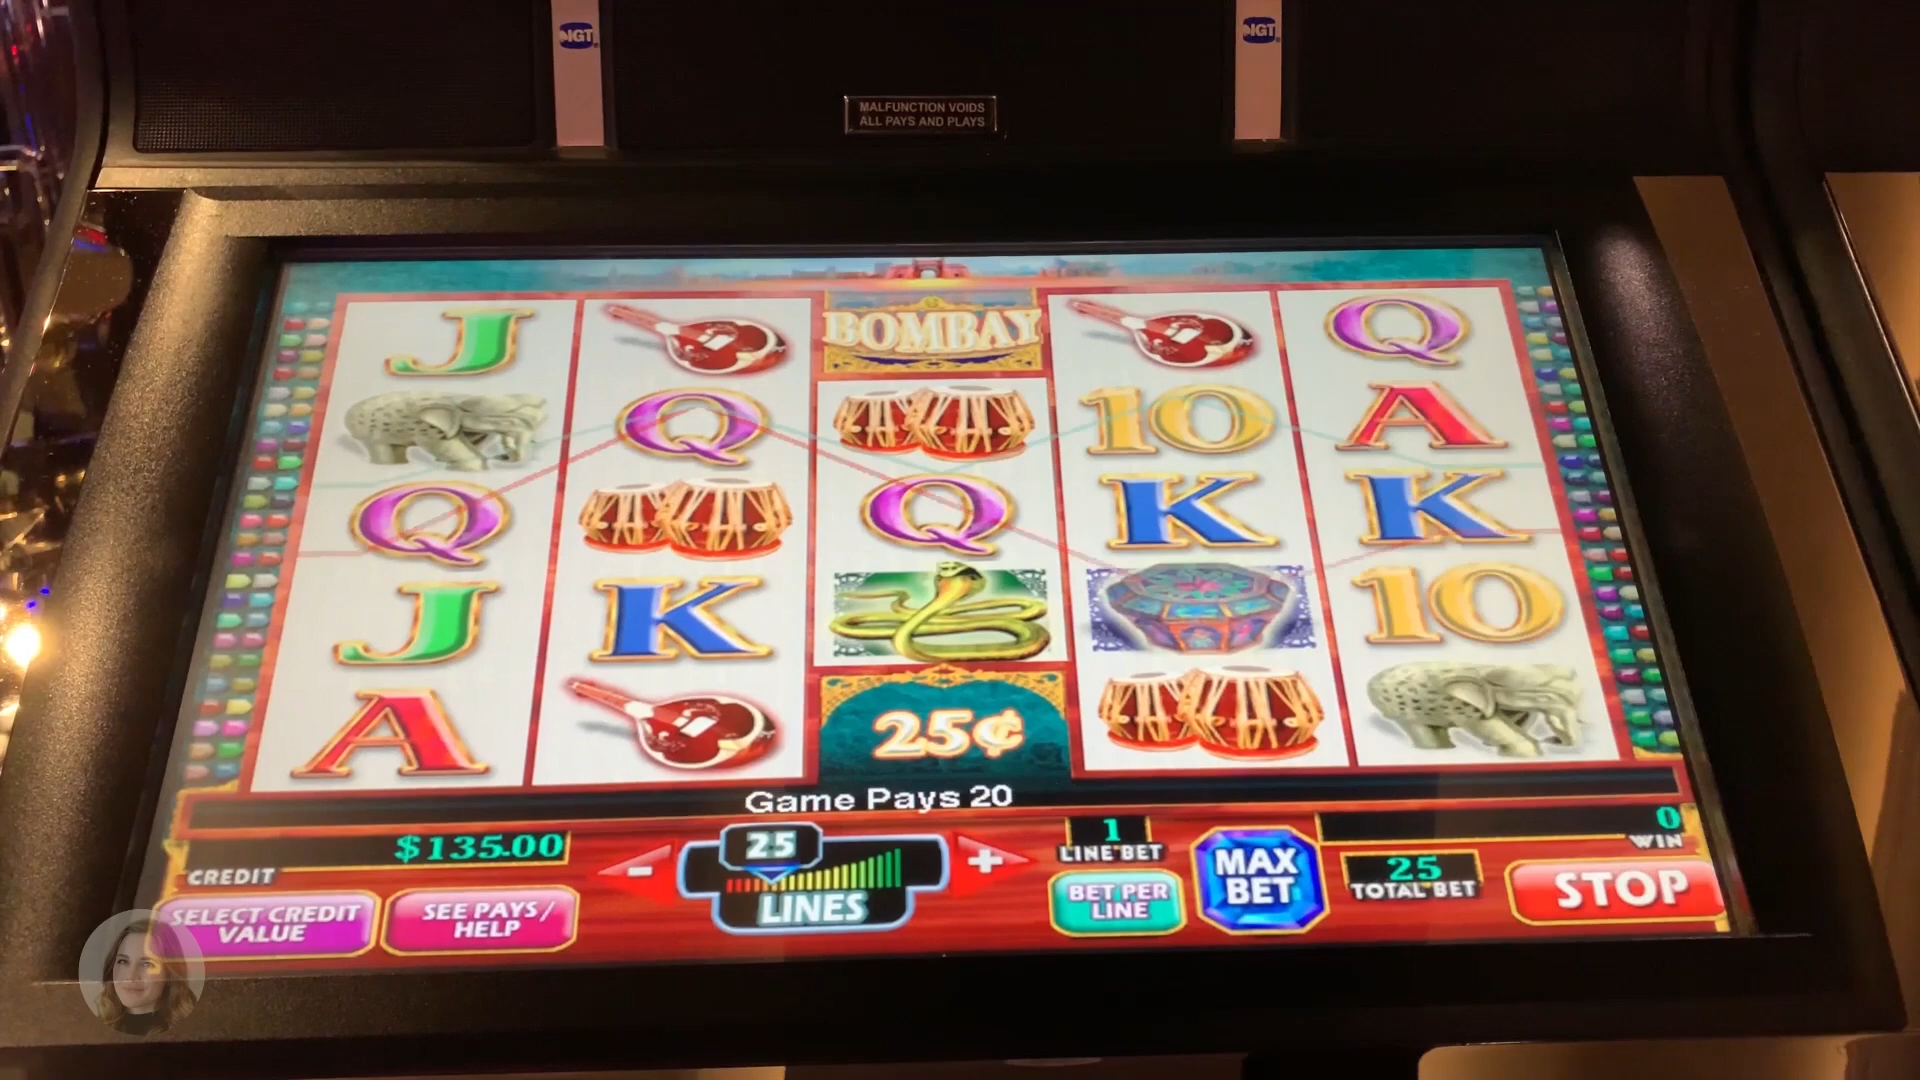 IGT
IGT
MALFUNCTION VOIDS
ALL PAYS AND PLAYS
J
BOMBAY
Q
Q
10
A
Q
Q
K
K
J
K
10
A
25¢
Game Pays 20
$135.00
CREDIT
SELECT CREDIT
VALUE
SEE PAYS/
HELP
-
25
LINES
+
1
LINE BET
BET PER
LINE
MAX
BET
0
WIN
25
TOTAL BET
STOP